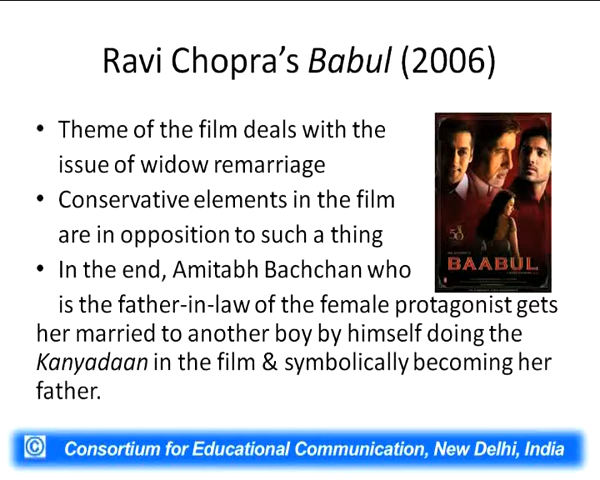 Ravi Chopra's Babul (2006)
• Theme of the film deals with the
issue of widow remarriage
• Conservative elements in the film
are in opposition to such a thing
• In the end, Amitabh Bachchan who
is the father-in-law of the female protagonist gets
her married to another boy by himself doing the
Kanyadaan in the film & symbolically becoming her
father.
BAABUL
© Consortium for Educational Communication, New Delhi, India